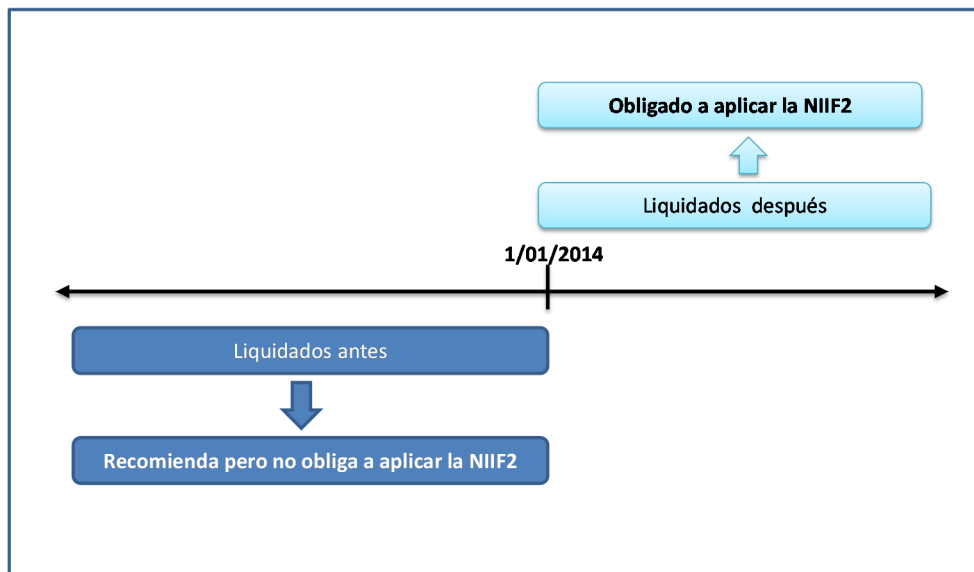 Obligado a aplicar la NIIF2
Liquidados después
1/01/2014
Liquidados antes
Recomienda pero no obliga a aplicar la NIIF2